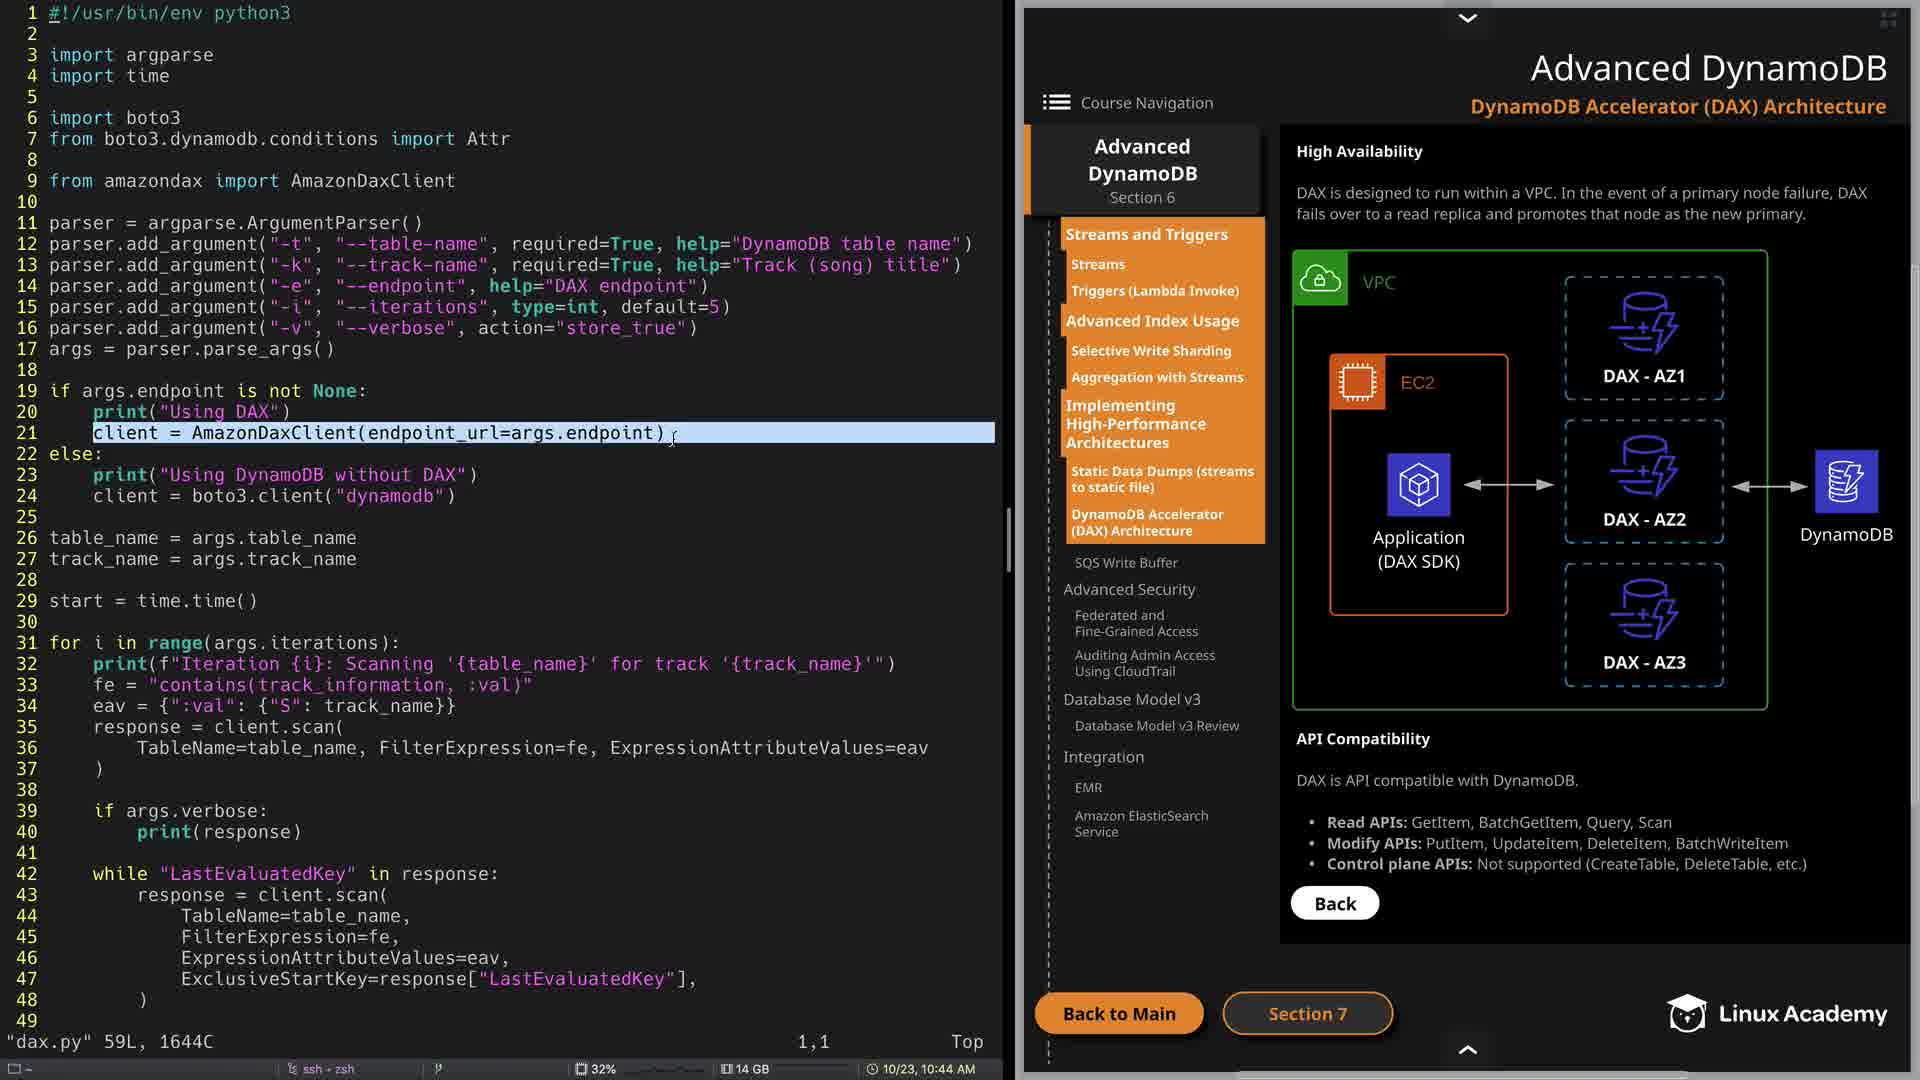 1 #!/usr/bin/env python3
2
3 import argparse
4 import time
5
6 import boto3
7 from boto3.dynamodb.conditions import Attr
8
9 from amazondax import AmazonDaxClient
10
11 parser = argparse.ArgumentParser()
12 parser.add_argument("-t", "--table-name", required=True, help="DynamoDB table name")
13 parser.add_argument("-k", "--track-name", required=True, help="Track (song) title")
14 parser.add_argument("-e", "--endpoint", help="DAX endpoint")
15 parser.add_argument("-i", "--iterations", type=int, default=5)
16 parser.add_argument("-v", "--verbose", action="store_true")
17 args = parser.parse_args()
18
19 if args.endpoint is not None:
20     print("Using DAX")
21     client = AmazonDaxClient(endpoint_url=args.endpoint)
22 else:
23     print("Using DynamoDB without DAX")
24     client = boto3.client("dynamodb")
25
26 table_name = args.table_name
27 track_name = args.track_name
28
29 start = time.time()
30
31 for i in range(args.iterations):
32     print(f"Iteration {i}: Scanning '{table_name}' for track '{track_name}'")
33     fe = "contains(track_information, :val)"
34     eav = {":val": {"S": track_name}}
35     response = client.scan(
36         TableName=table_name, FilterExpression=fe, ExpressionAttributeValues=eav
37     )
38
39     if args.verbose:
40         print(response)
41
42     while "LastEvaluatedKey" in response:
43         response = client.scan(
44             TableName=table_name,
45             FilterExpression=fe,
46             ExpressionAttributeValues=eav,
47             ExclusiveStartKey=response["LastEvaluatedKey"],
48         )
49
"dax.py" 59L, 1644C 1,1 Top
~ ssh - zsh 32% 14 GB 10/23, 10:44 AM
Advanced DynamoDB
DynamoDB Accelerator (DAX) Architecture
Course Navigation
Advanced
DynamoDB
Section 6
Streams and Triggers
Streams
Triggers (Lambda Invoke)
Advanced Index Usage
Selective Write Sharding
Aggregation with Streams
Implementing
High-Performance
Architectures
Static Data Dumps (streams
to static file)
DynamoDB Accelerator
(DAX) Architecture
SQS Write Buffer
Advanced Security
Federated and
Fine-Grained Access
Auditing Admin Access
Using CloudTrail
Database Model v3
Database Model v3 Review
Integration
EMR
Amazon ElasticSearch
Service
High Availability
DAX is designed to run within a VPC. In the event of a primary node failure, DAX
fails over to a read replica and promotes that node as the new primary.
VPC
EC2
Application
(DAX SDK)
DAX - AZ1
DAX - AZ2
DAX - AZ3
DynamoDB
API Compatibility
DAX is API compatible with DynamoDB.
• Read APIs: GetItem, BatchGetItem, Query, Scan
• Modify APIs: PutItem, UpdateItem, DeleteItem, BatchWriteItem
• Control plane APIs: Not supported (CreateTable, DeleteTable, etc.)
Back
Back to Main
Section 7
Linux Academy